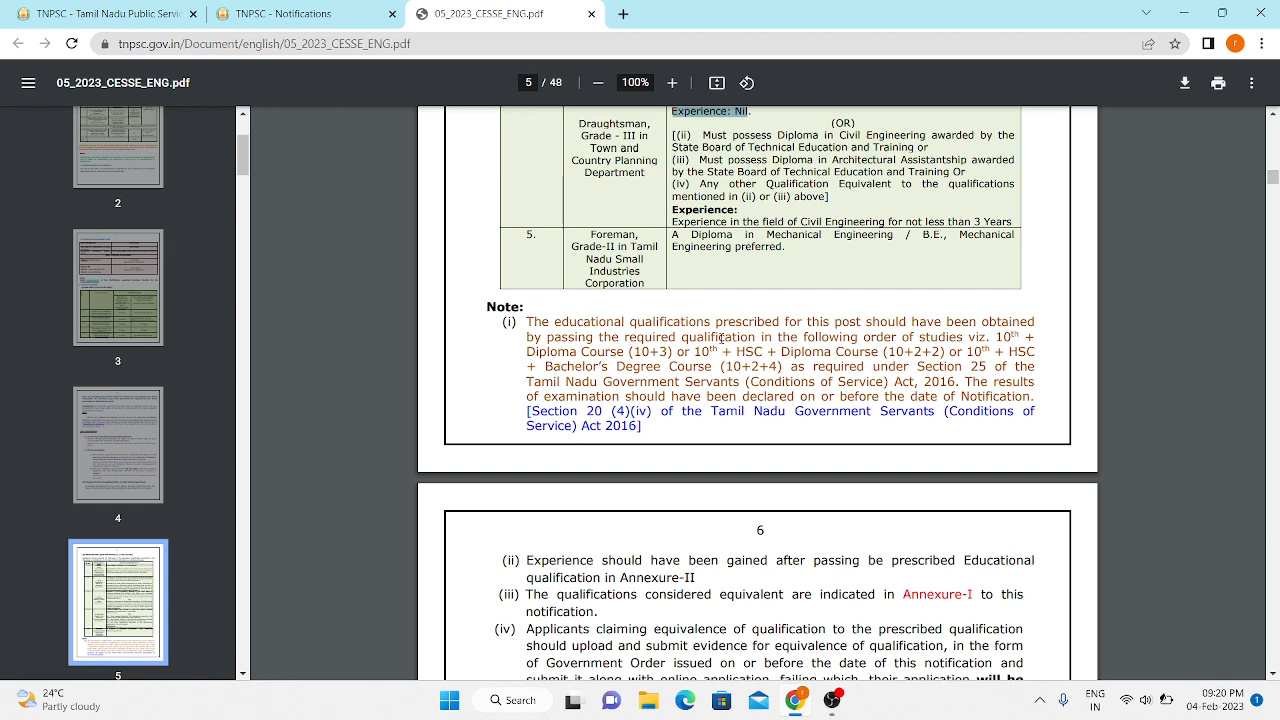 TNPSC - Tamil Nadu Public Servic
TNPSC - Notifications
05_2023_CESSE_ENG.pdf
tnpsc.gov.in/Document/english/05_2023_CESSE_ENG.pdf
r
05_2023_CESSE_ENG.pdf
5 / 48
100%
2
3
4
5
Experience: Nil.
(OR)
Draughtsman,
Grade - III in
Town and
Country Planning
Department
[(ii) Must possess Diploma in Civil Engineering awarded by the
State Board of Technical Education and Training or
(iii) Must possess Diploma in Architectural Assistantship awarded
by the State Board of Technical Education and Training Or
(iv) Any other Qualification Equivalent to the qualifications
mentioned in (ii) or (iii) above]
Experience:
Experience in the field of Civil Engineering for not less than 3 Years
5.
Foreman,
Grade-II in Tamil
Nadu Small
Industries
Corporation
A Diploma in Mechanical Engineering / B.E., Mechanical
Engineering preferred.
Note:
(i) The educational qualifications prescribed for this post should have been obtained
by passing the required qualification in the following order of studies viz. 10th +
Diploma Course (10+3) or 10th + HSC + Diploma Course (10+2+2) or 10th + HSC
+ Bachelor's Degree Course (10+2+4) as required under Section 25 of the
Tamil Nadu Government Servants (Conditions of Service) Act, 2016. The results
of examination should have been declared on or before the date of Notification.
[Section 20 (4)(iv) of the Tamil Nadu Government Servants (Conditions of
Service) Act 2016]
6
(ii) Experience should have been gained after passing be prescribed Educational
qualification in Annexure-II
(iii) The qualifications considered equivalent are indicated in Annexure-I to this
notification.
(iv) Applicants claiming equivalence of qualification to the prescribed qualification
should upload and submit evidence for equivalence of qualification, in the form
of Government Order issued on or before the date of this notification and
submit it along with online application, failing which, their application will be
24°C
Partly cloudy
Search
ENG
IN
09:20 PM
04-Feb-2023
1